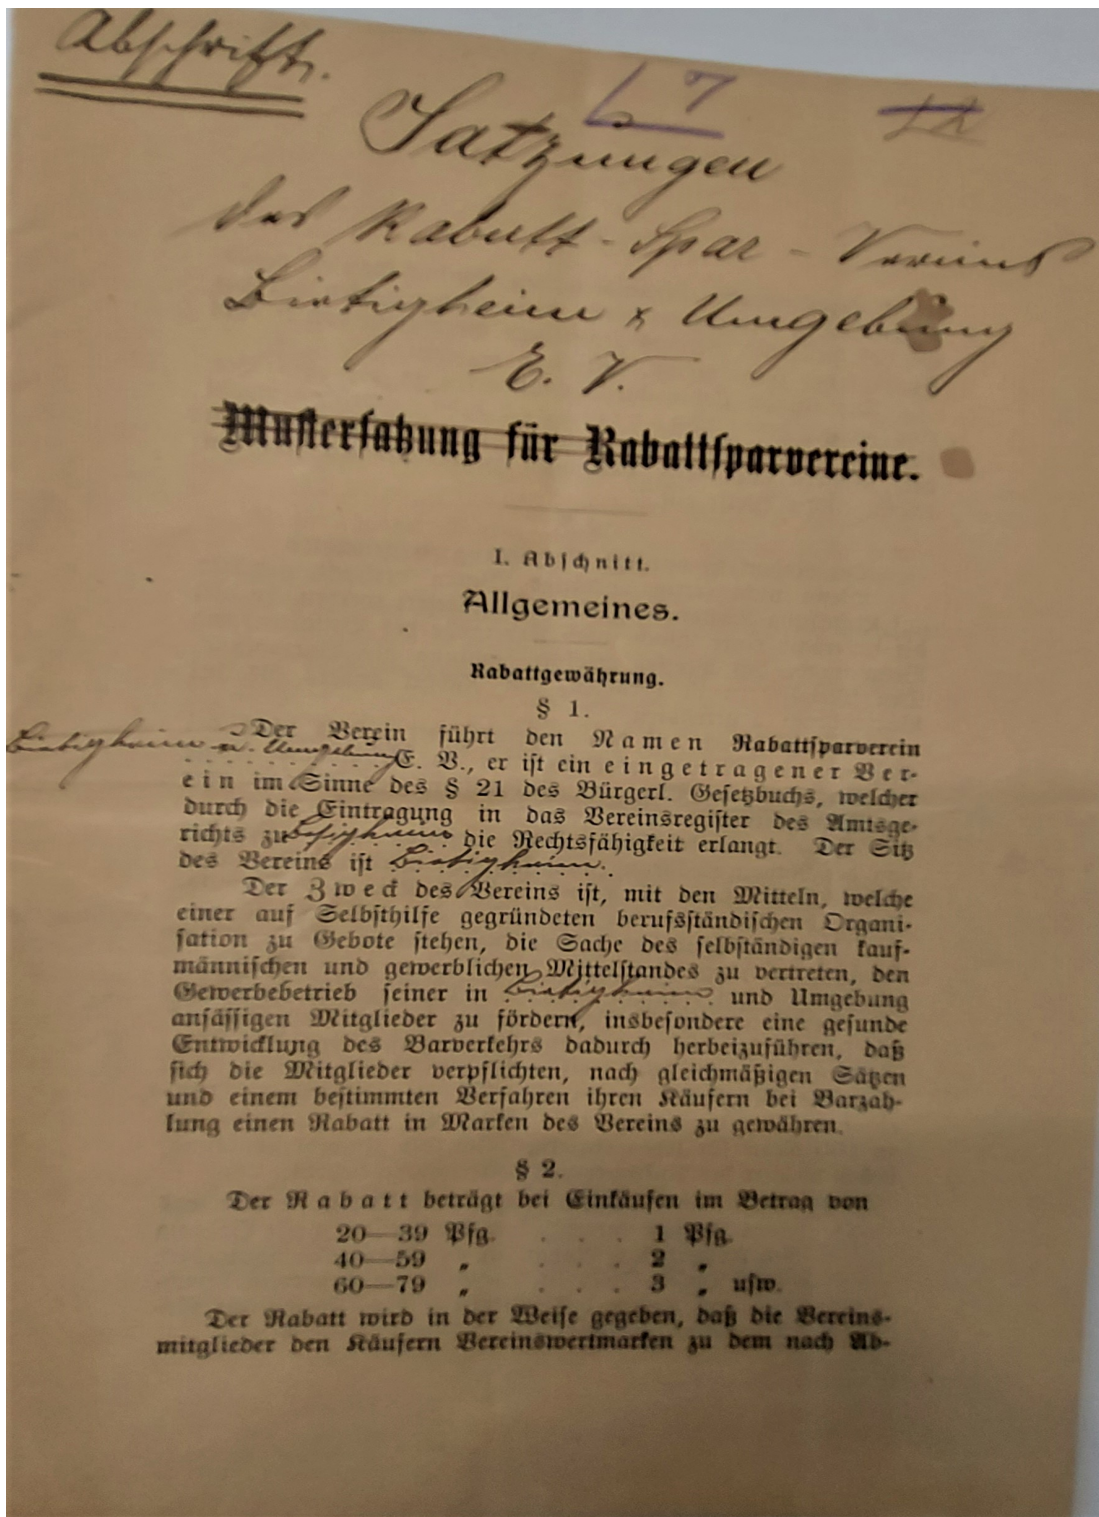 Abschrift.
L 7
Satzungen
des Rabatt-Spar-Vereins
Bietigheim & Umgebung
E. V.
Musterſatzung für Rabattſparvereine.
I. Abſchnitt.
Allgemeines.
Rabattgewährung.
§ 1.
Der Verein führt den Namen Rabattſparverein
Bietigheim u. Umgebung E. V., er iſt ein eingetragener Ver-
ein im Sinne des § 21 des Bürgerl. Geſetzbuchs, welcher
durch die Eintragung in das Vereinsregiſter des Amtsge-
richts zu Beſigheim die Rechtsfähigkeit erlangt. Der Sitz
des Vereins iſt Bietigheim.
Der Zweck des Vereins iſt, mit den Mitteln, welche
einer auf Selbſthilfe gegründeten berufsſtändiſchen Organi-
ſation zu Gebote ſtehen, die Sache des ſelbſtändigen kauf-
männiſchen und gewerblichen Mittelſtandes zu vertreten, den
Gewerbebetrieb ſeiner in Bietigheim und Umgebung
anſäſſigen Mitglieder zu fördern, insbeſondere eine geſunde
Entwicklung des Barverkehrs dadurch herbeizuführen, daß
ſich die Mitglieder verpflichten, nach gleichmäßigen Sätzen
und einem beſtimmten Verfahren ihren Käufern bei Barzah-
lung einen Rabatt in Marken des Vereins zu gewähren.
§ 2.
Der Rabatt beträgt bei Einkäufen im Betrag von
20—39 Pfg. . . . 1 Pfg.
40—59 „ . . . 2 „
60—79 „ . . . 3 „ uſw.
Der Rabatt wird in der Weiſe gegeben, daß die Vereins-
mitglieder den Käufern Vereinswertmarken zu dem nach Ab-